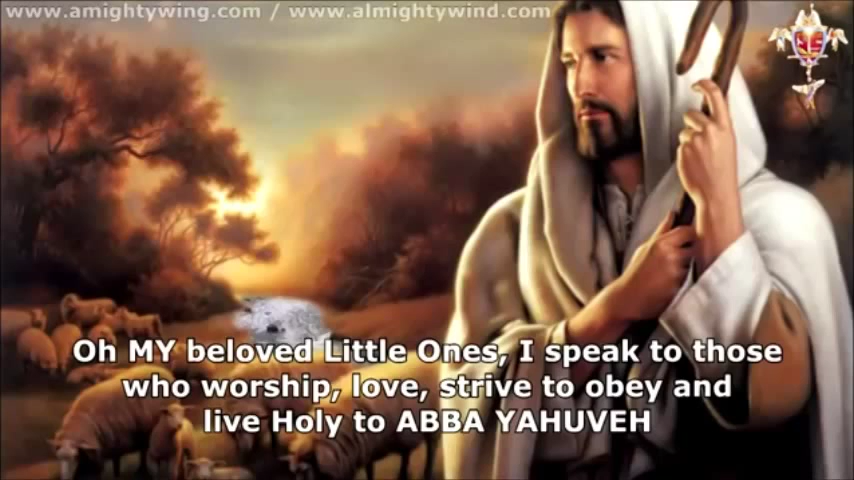 www.amightywing.com / www.almightywind.com
Oh MY beloved Little Ones, I speak to those
who worship, love, strive to obey and
live Holy to ABBA YAHUVEH